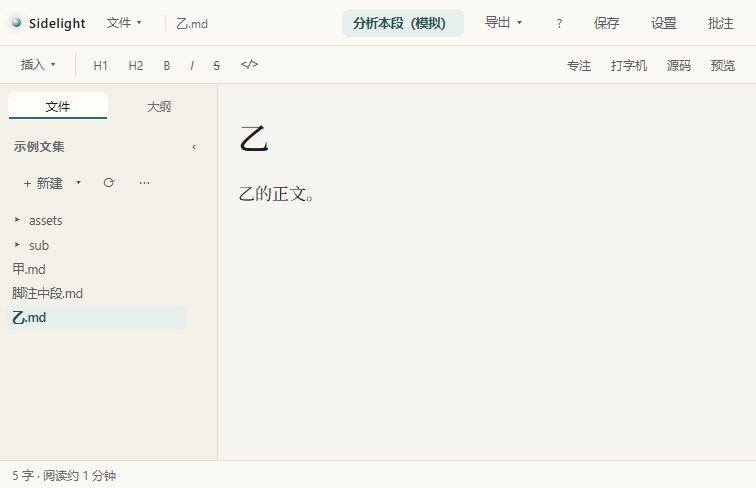 Sidelight 文件 ▾ 乙.md 分析本段（模拟） 导出 ▾ ? 保存 设置 批注
插入 ▾ H1 H2 B I S </> 专注 打字机 源码 预览
文件 大纲
示例文集 ‹
+ 新建 ▾ ⟳ ···
▸ assets
▸ sub
甲.md
脚注中段.md
乙.md
乙
乙的正文。
5 字 · 阅读约 1 分钟